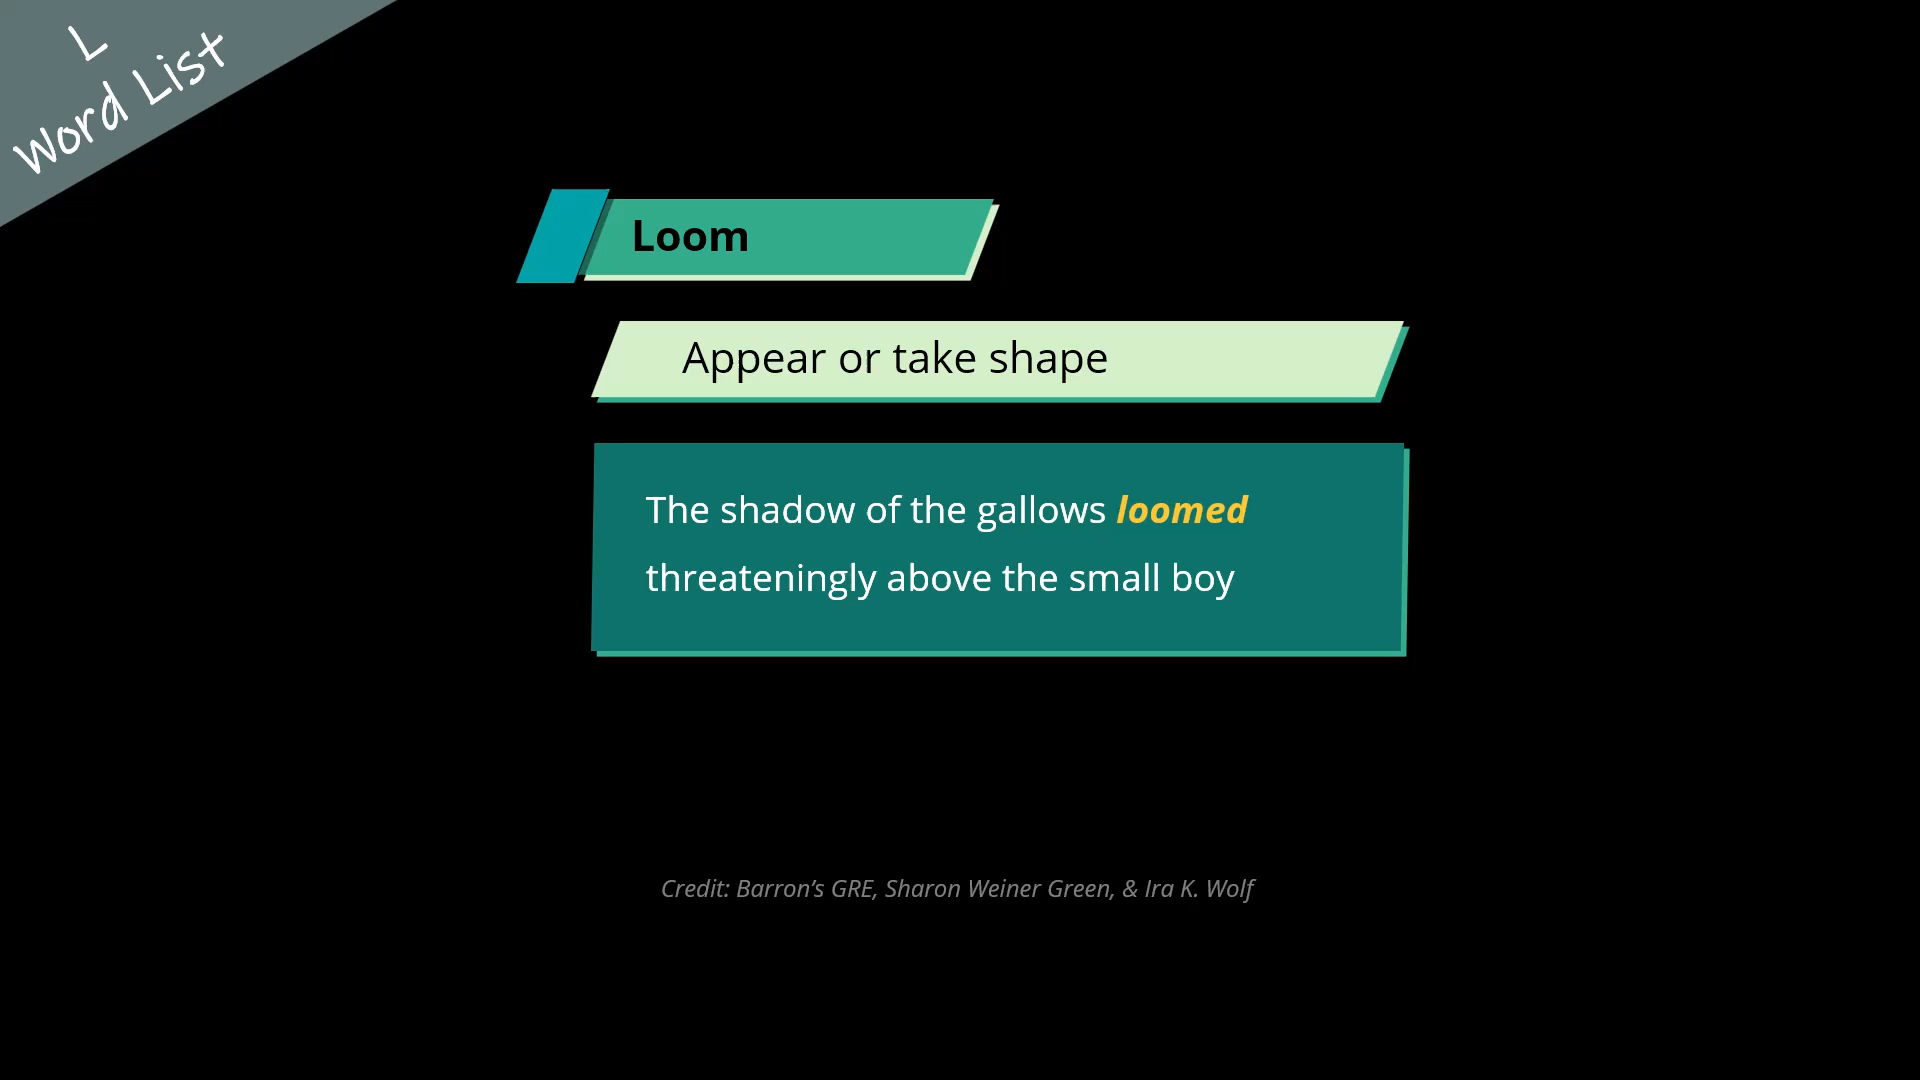 L
Word List
Loom
Appear or take shape
The shadow of the gallows loomed
threateningly above the small boy
Credit: Barron’s GRE, Sharon Weiner Green, & Ira K. Wolf